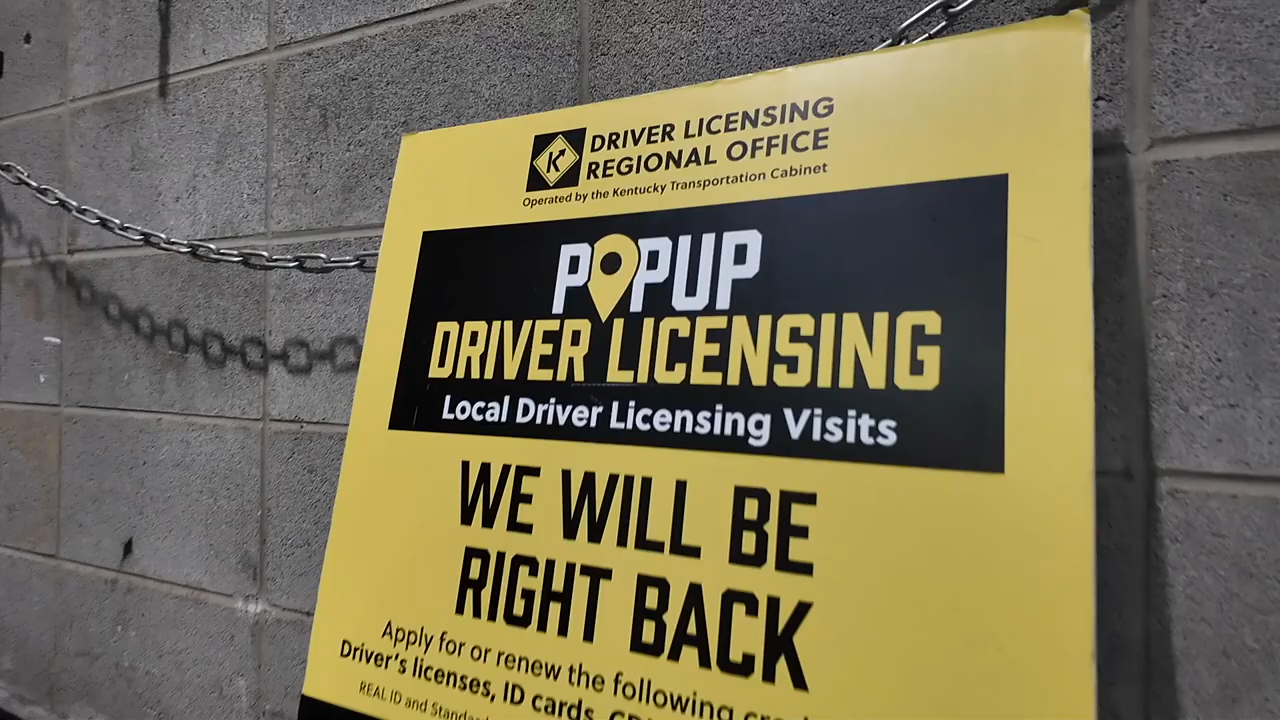 DRIVER LICENSING
REGIONAL OFFICE
Operated by the Kentucky Transportation Cabinet
POPUP
DRIVER LICENSING
Local Driver Licensing Visits
WE WILL BE
RIGHT BACK
Apply for or renew the following
Driver's licenses, ID cards,
REAL ID and